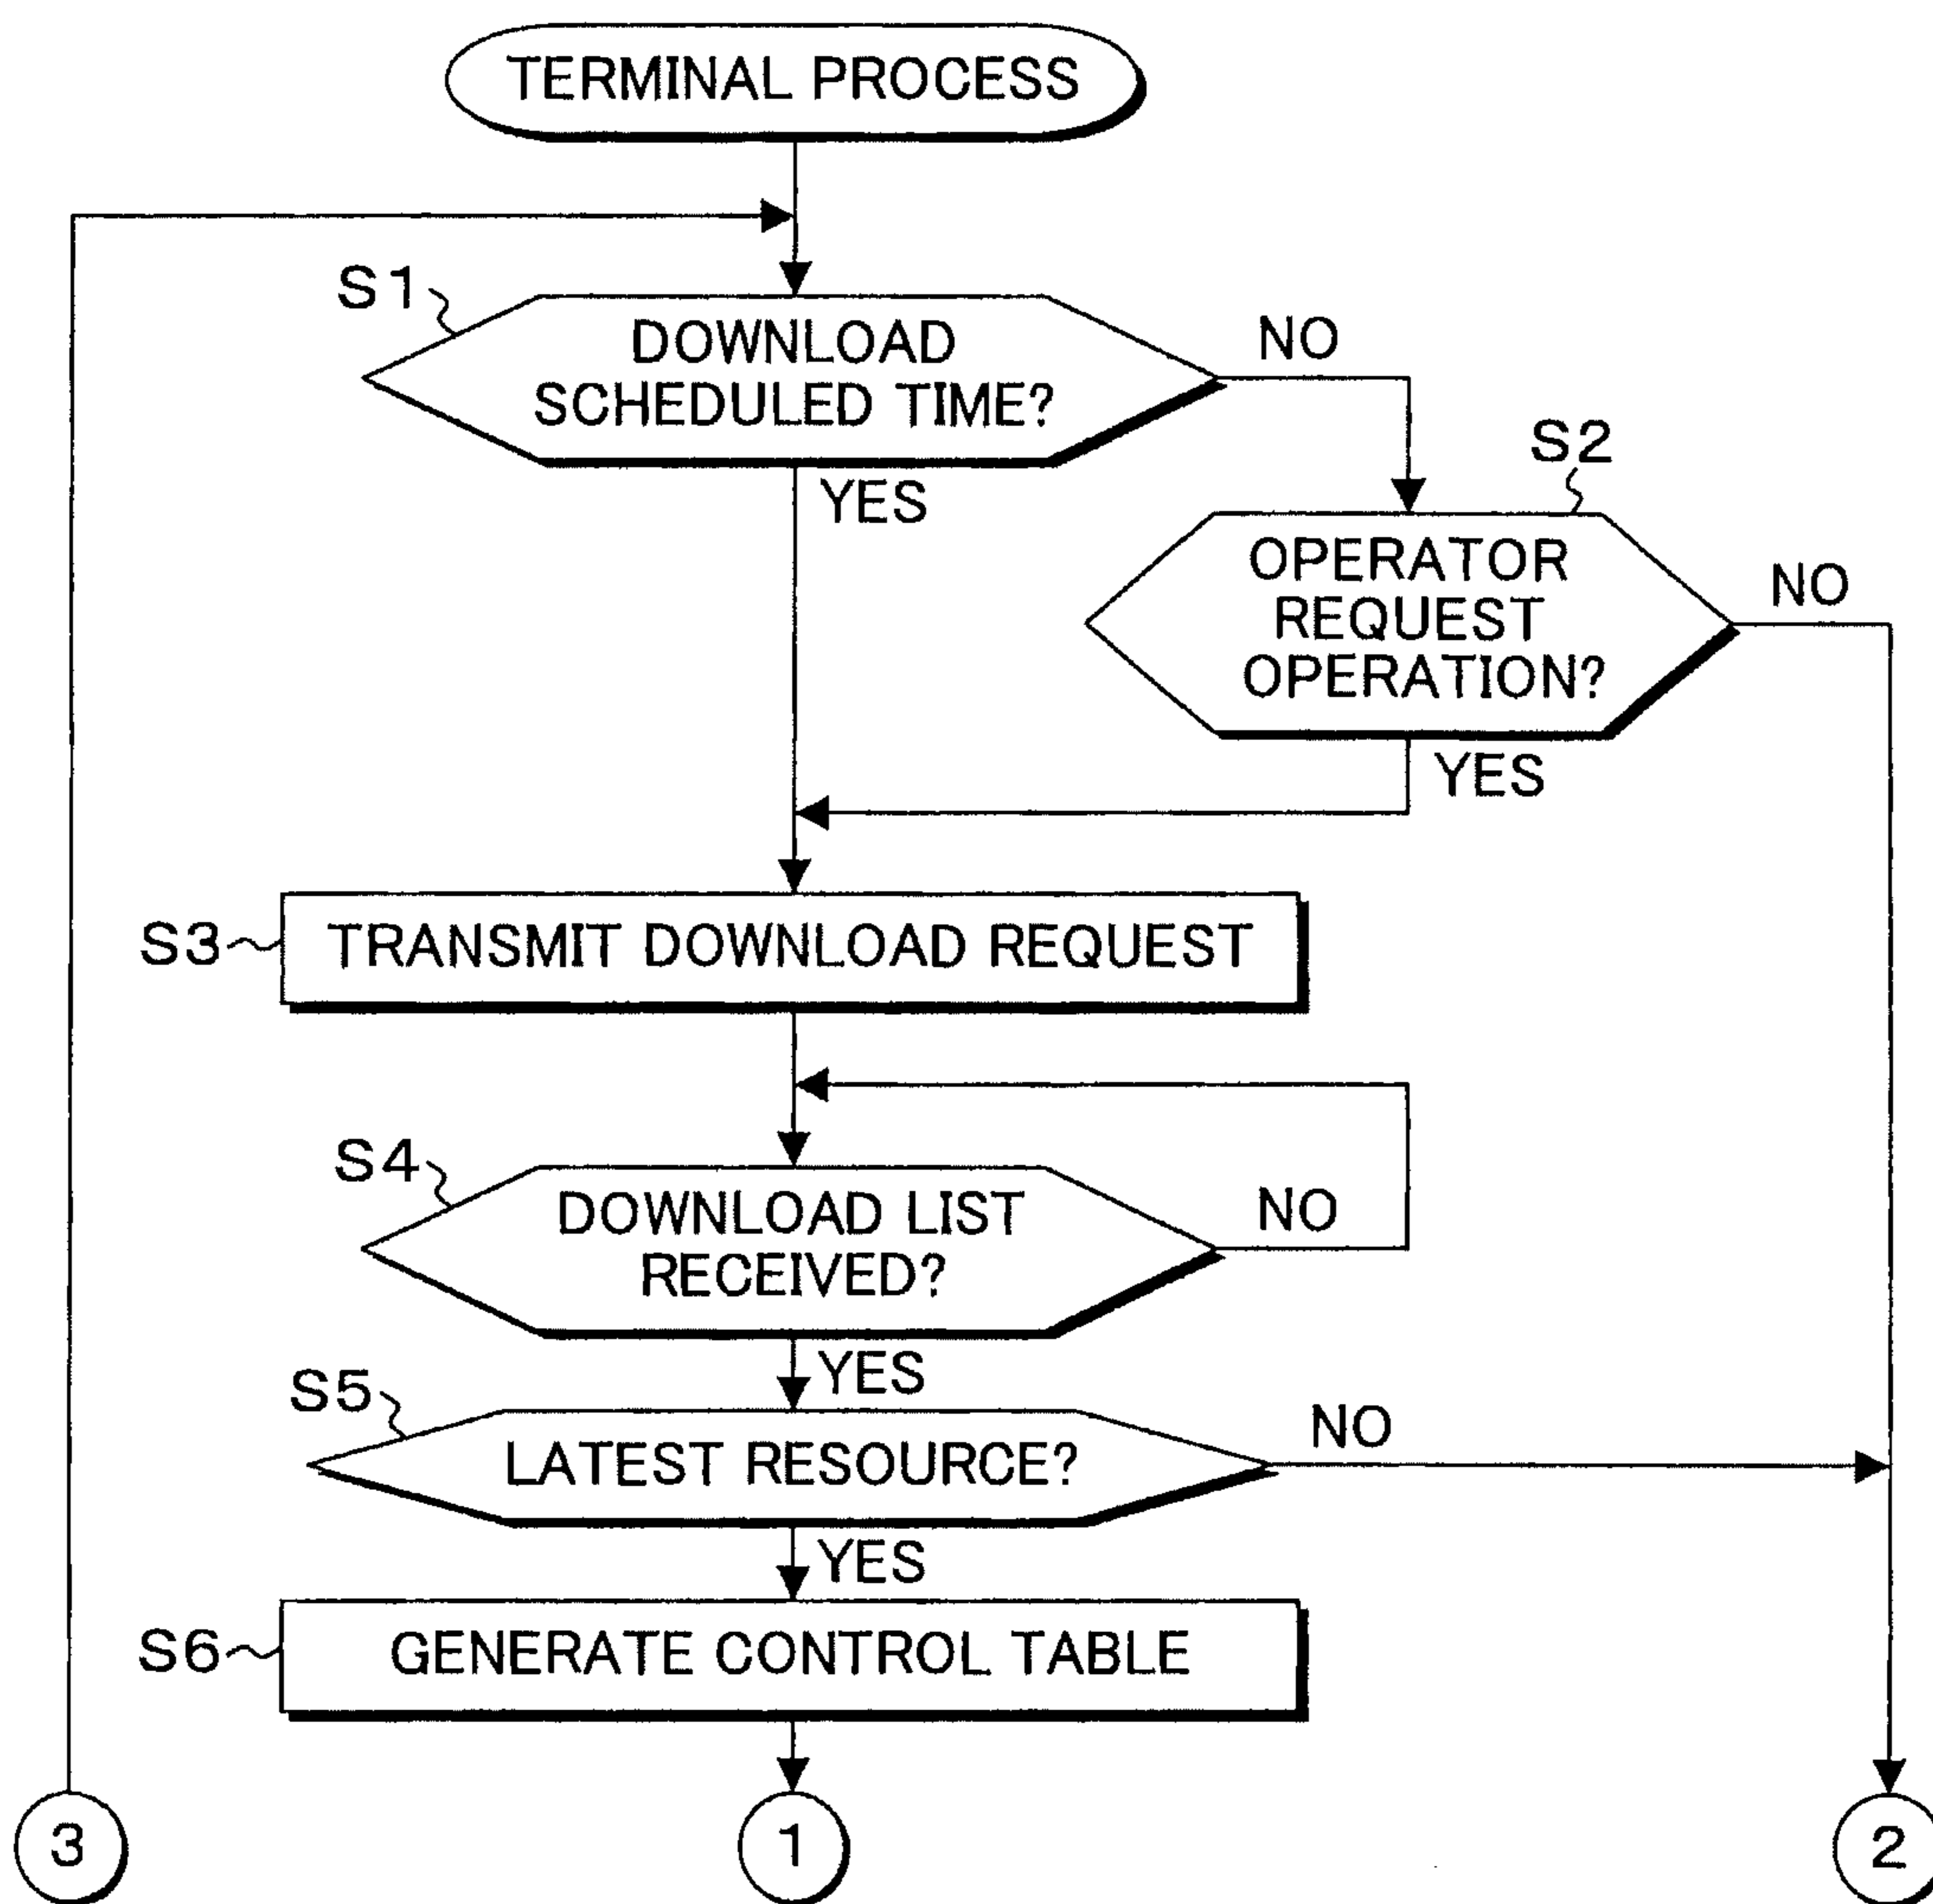 TERMINAL PROCESS
S1
DOWNLOAD
SCHEDULED TIME?
NO
YES
S2
OPERATOR
REQUEST
OPERATION?
NO
YES
S3
TRANSMIT DOWNLOAD REQUEST
S4
DOWNLOAD LIST
RECEIVED?
NO
YES
S5
LATEST RESOURCE?
NO
YES
S6
GENERATE CONTROL TABLE
3
1
2